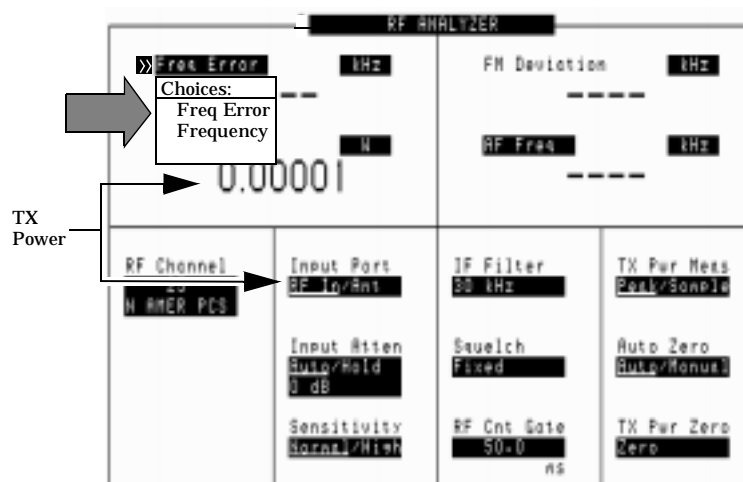 RF ANALYZER
Freq Error
kHz
FM Deviation
kHz
Choices:
Freq Error
Frequency
----
W
0.00001
AF Freq
kHz
----
TX
Power
RF Channel
N AMER PCS
Input Port
RF In/Ant
Input Atten
Auto/Hold
0 dB
Sensitivity
Normal/High
IF Filter
30 kHz
Squelch
Fixed
RF Cnt Gate
50.0
ms
TX Pwr Meas
Peak/Sample
Auto Zero
Auto/Manual
TX Pwr Zero
Zero